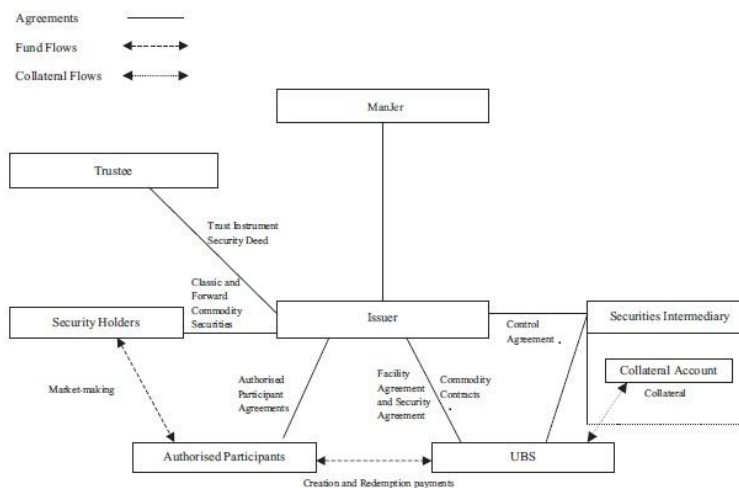 Agreements
Fund Flows
Collateral Flows
ManJer
Trustee
Trust Instrument
Security Deed
Classic and
Forward
Commodity
Securities
Security Holders
Issuer
Securities Intermediary
Control
Agreement
Collateral Account
Collateral
Market-making
Authorised
Participant
Agreements
Facility
Agreement
and Security
Agreement
Commodity
Contracts
Authorised Participants
UBS
Creation and Redemption payments